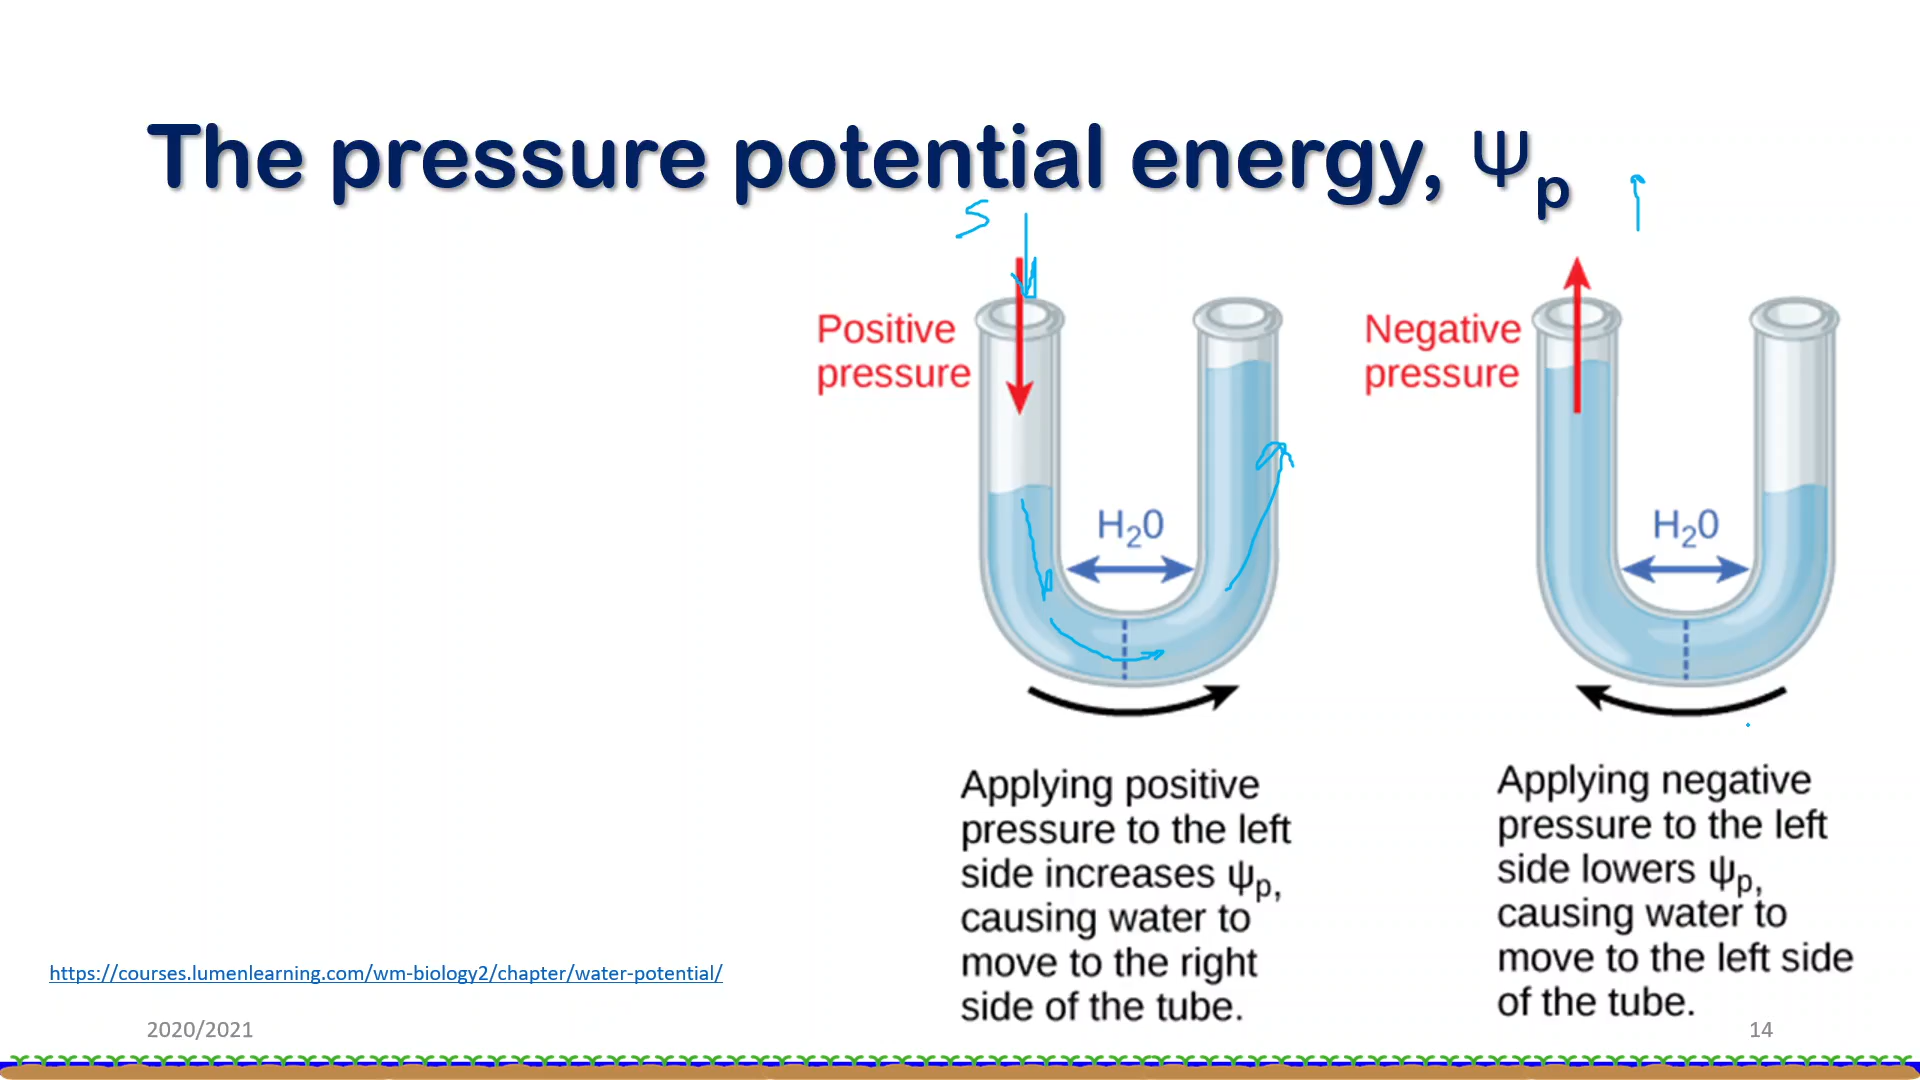 The pressure potential energy, Ψp
S
Positive
pressure
H20
Applying positive
pressure to the left
side increases ψp,
causing water to
move to the right
side of the tube.
Negative
pressure
H20
Applying negative
pressure to the left
side lowers ψp,
causing water to
move to the left side
of the tube.
https://courses.lumenlearning.com/wm-biology2/chapter/water-potential/
2020/2021
14